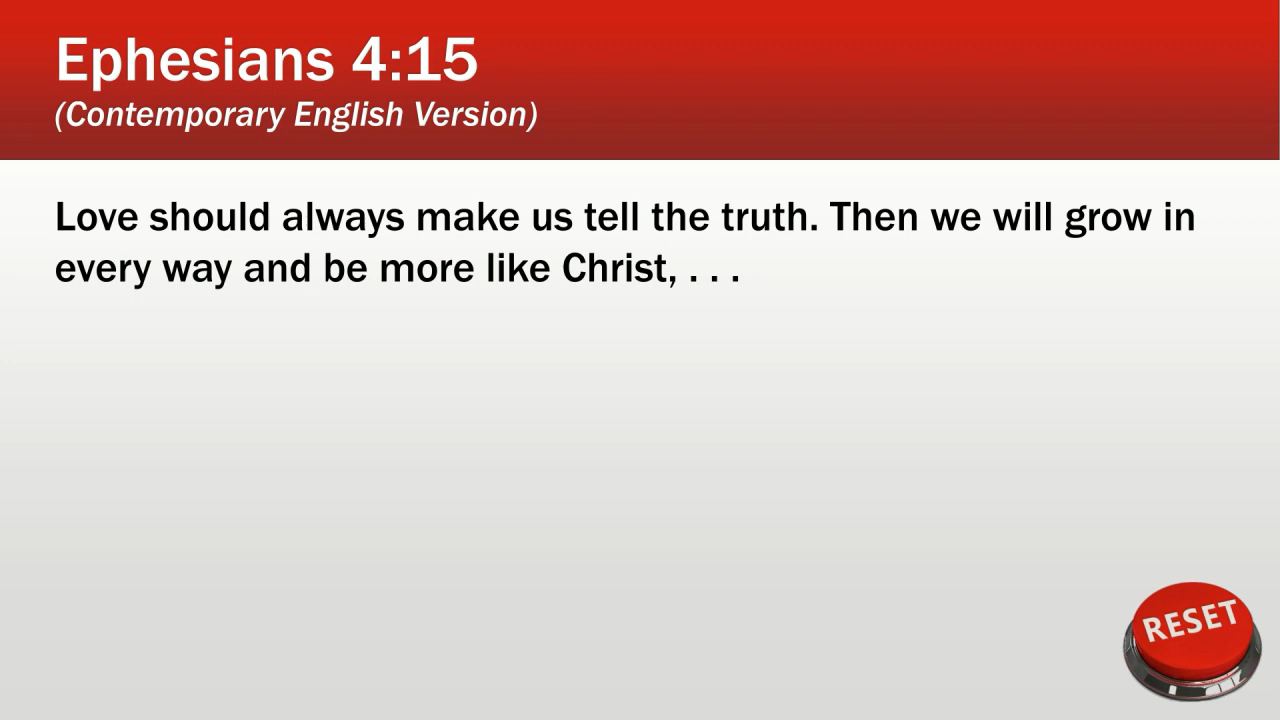 Ephesians 4:15
(Contemporary English Version)
Love should always make us tell the truth. Then we will grow in
every way and be more like Christ, . . .
RESET